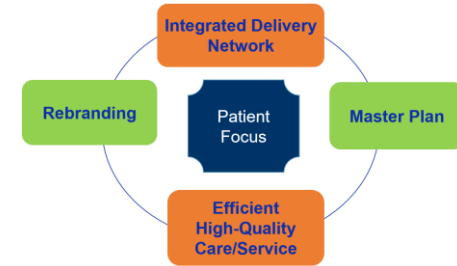 Integrated Delivery
Network
Rebranding
Patient
Focus
Master Plan
Efficient
High-Quality
Care/Service